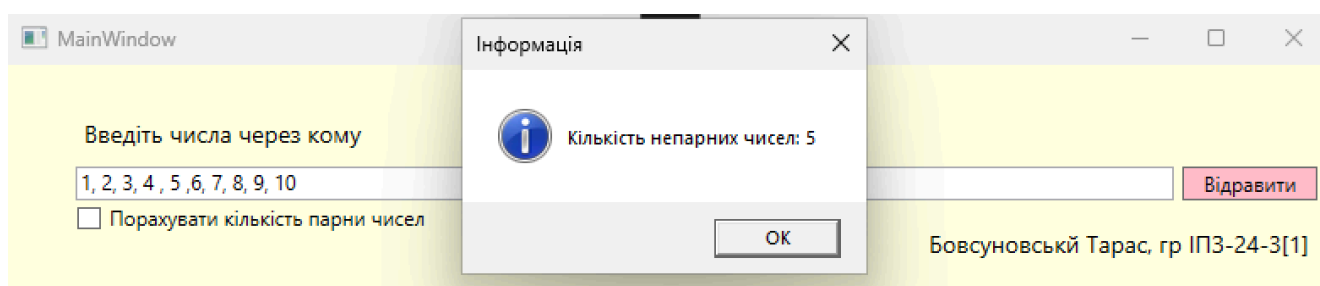 MainWindow
Інформація
Введіть числа через кому
Кількість непарних чисел: 5
1, 2, 3, 4 , 5 ,6, 7, 8, 9, 10
Відравити
Порахувати кількість парни чисел
ОК
Бовсуновськй Тарас, гр ІПЗ-24-3[1]